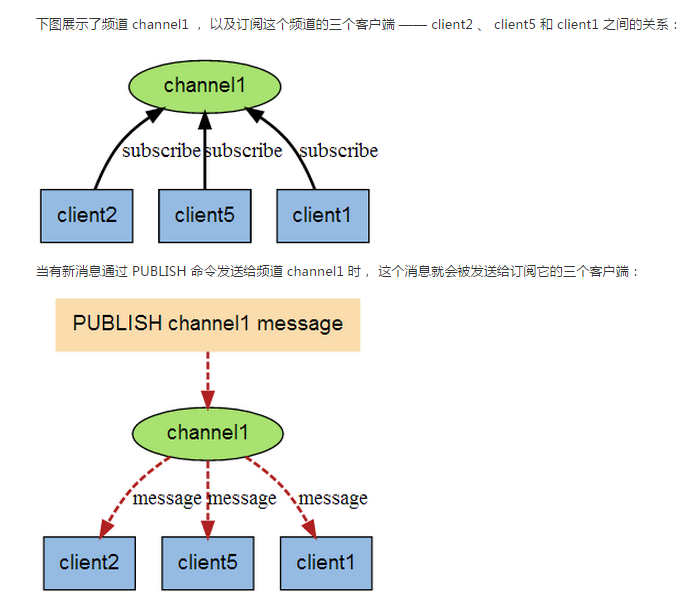 下图展示了频道 channel1 ， 以及订阅这个频道的三个客户端 —— client2 、 client5 和 client1 之间的关系：
channel1
subscribe subscribe subscribe
client2 client5 client1
当有新消息通过 PUBLISH 命令发送给频道 channel1 时， 这个消息就会被发送给订阅它的三个客户端：
PUBLISH channel1 message
channel1
message message message
client2 client5 client1